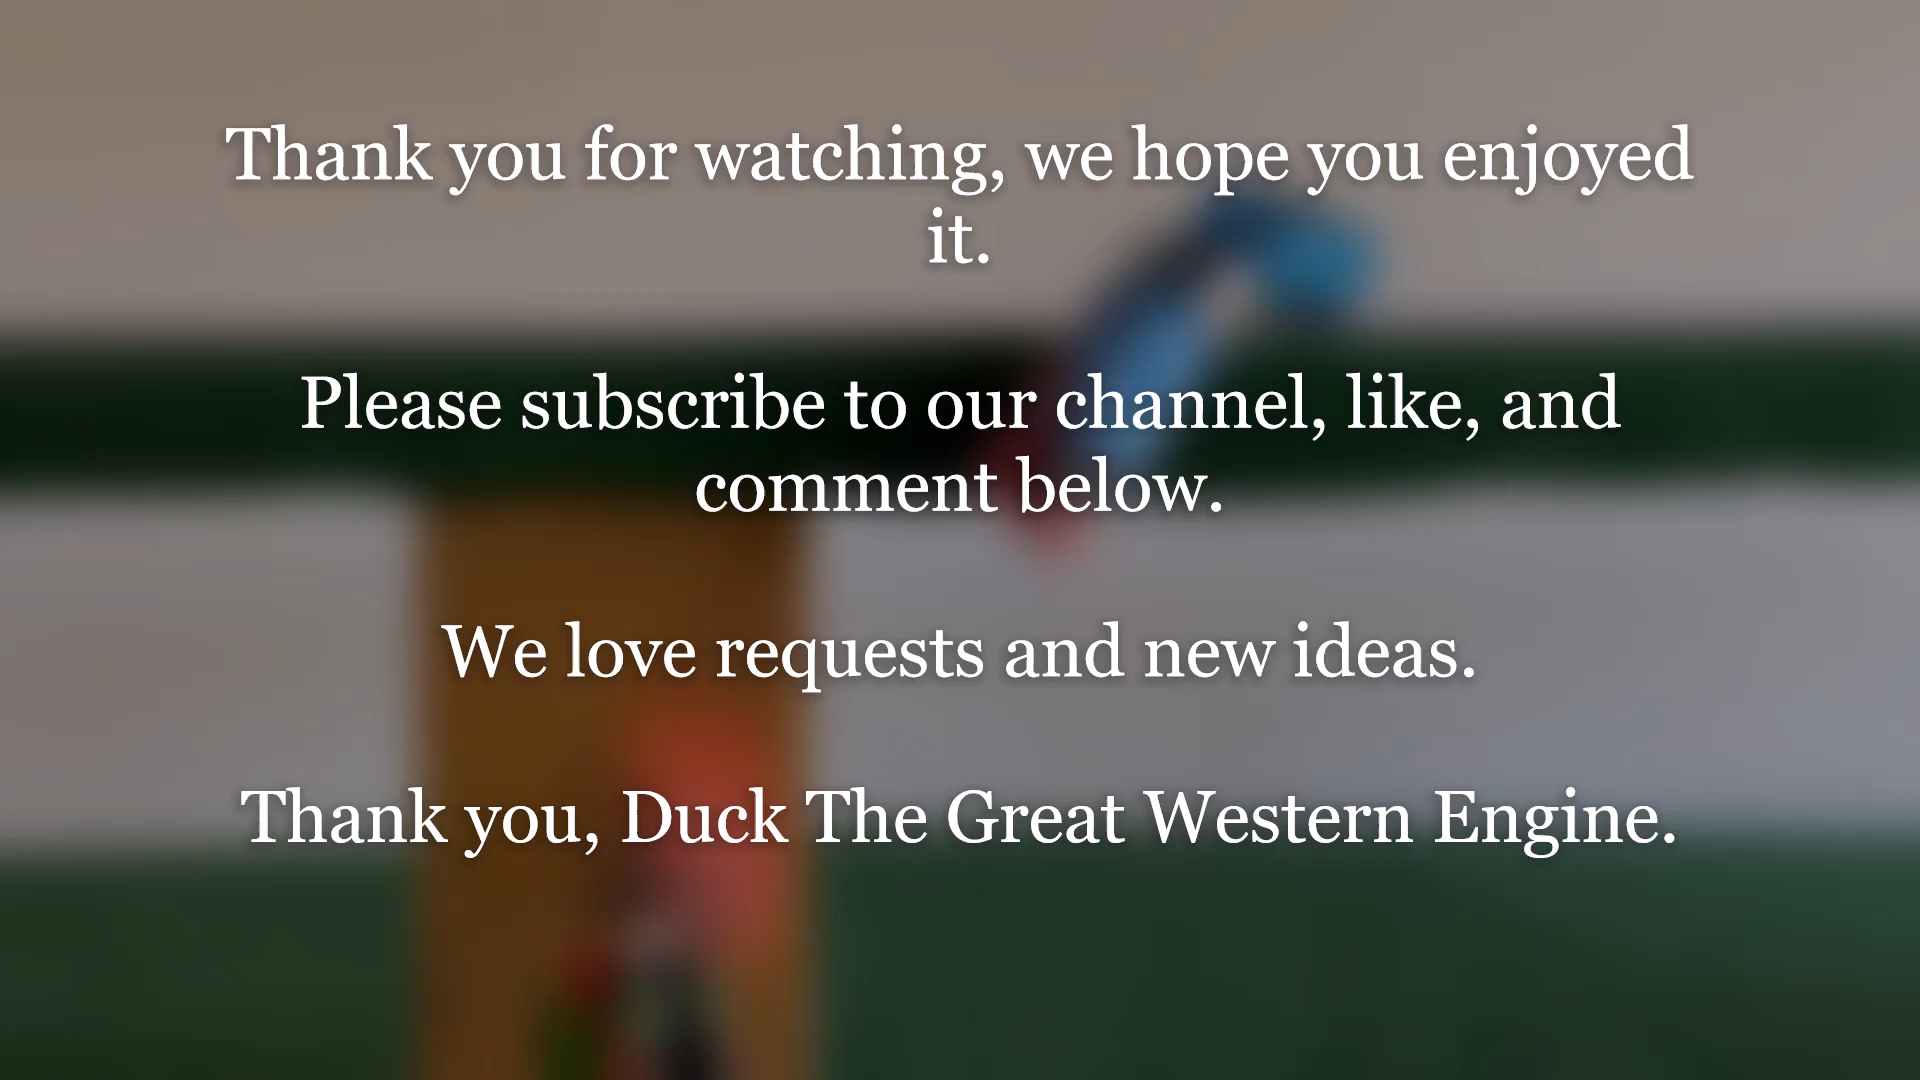 Thank you for watching, we hope you enjoyed
it.
Please subscribe to our channel, like, and
comment below.
We love requests and new ideas.
Thank you, Duck The Great Western Engine.